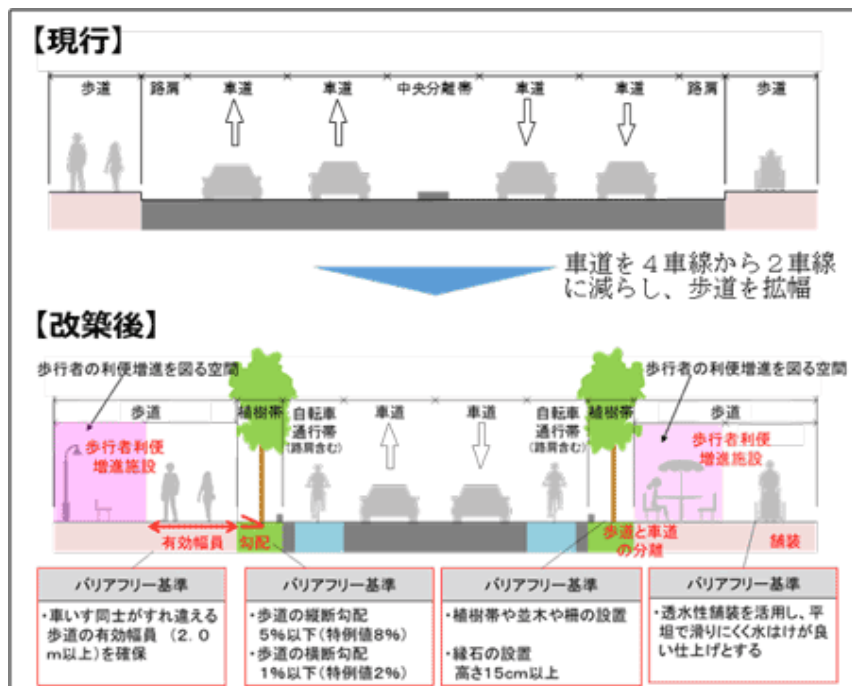 【現行】
歩道 路肩 車道 車道 中央分離帯 車道 車道 路肩 歩道
車道を4車線から2車線
に減らし、歩道を拡幅
【改築後】
歩行者の利便増進を図る空間
歩行者の利便増進を図る空間
歩道 植樹帯 自転車 車道 車道 自転車 植樹帯 歩道
通行帯 通行帯
(路肩含む) (路肩含む)
歩行者利便
増進施設
歩行者利便
増進施設
有効幅員 勾配
歩道と車道
の分離
舗装
バリアフリー基準
・車いす同士がすれ違える
歩道の有効幅員 (2.0
m以上)を確保
バリアフリー基準
・歩道の縦断勾配
5%以下(特例値8%)
・歩道の横断勾配
1%以下(特例値2%)
バリアフリー基準
・植樹帯や並木や柵の設置
・縁石の設置
高さ15cm以上
バリアフリー基準
・透水性舗装を活用し、平
坦で滑りにくく水はけが良
い仕上げとする